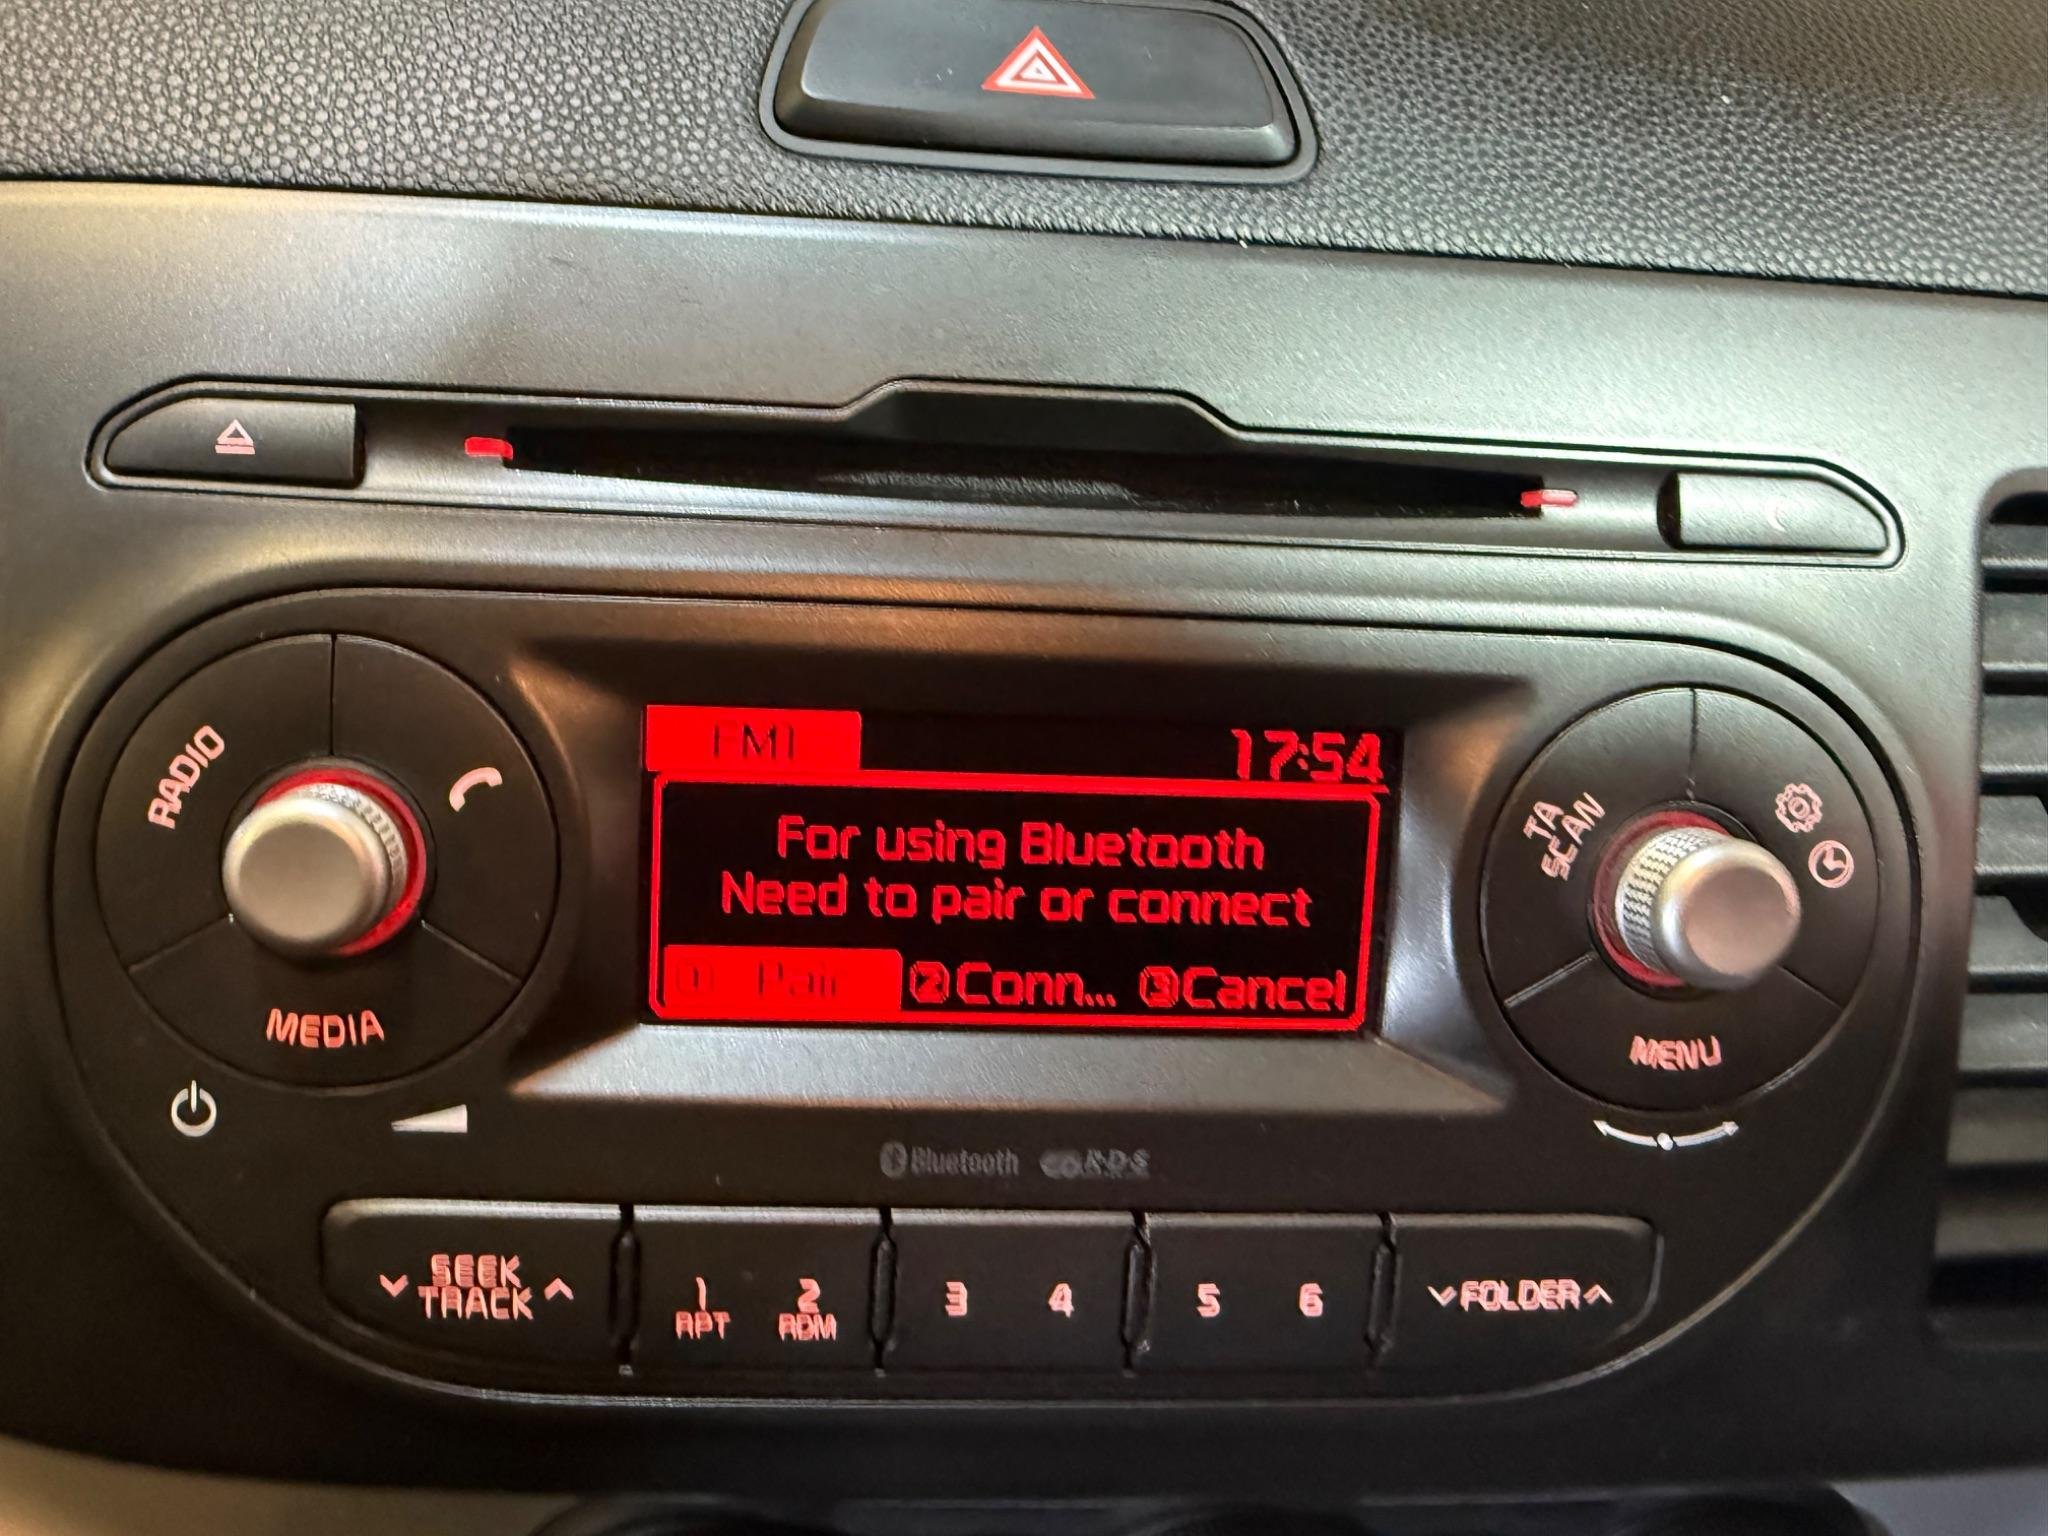 FM1 17:54
For using Bluetooth
Need to pair or connect
1 Pair 2 Conn... 3 Cancel
RADIO
MEDIA
TA
SCAN
MENU
Bluetooth R·D·S
SEEK
TRACK
1
RPT
2
RDM
3 4
5 6
FOLDER